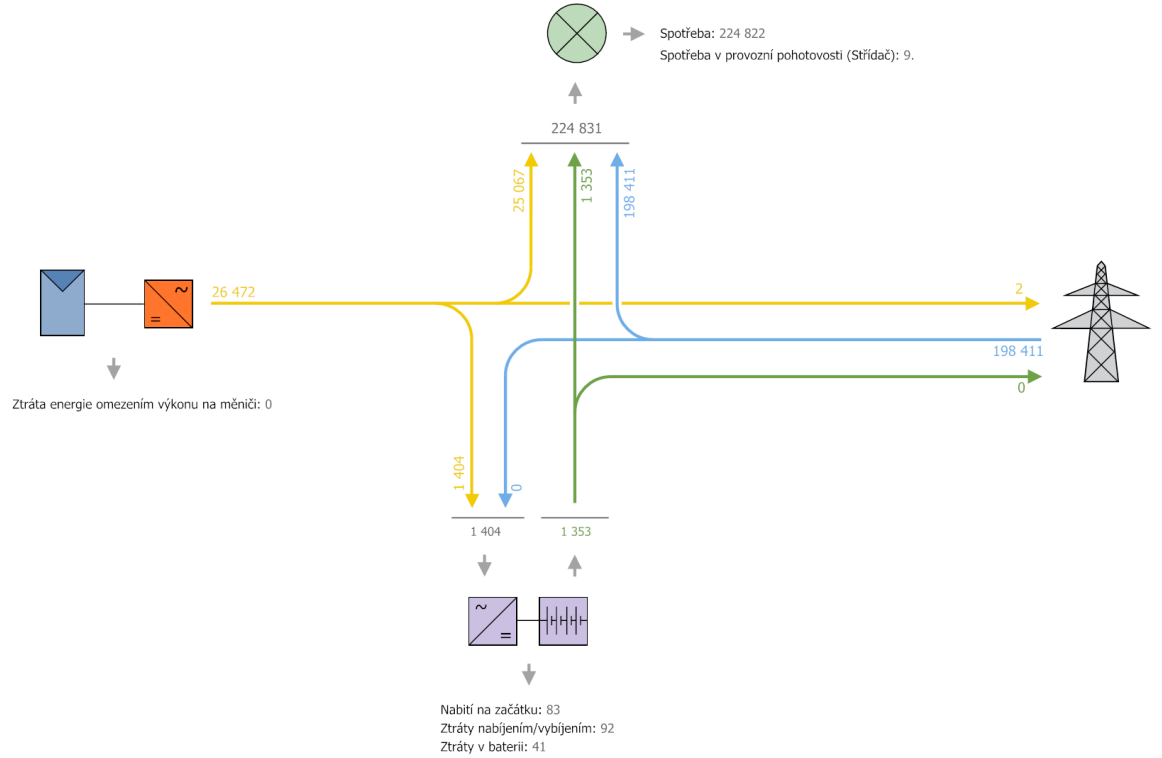 Spotřeba: 224 822
Spotřeba v provozní pohotovosti (Střídač): 9.
224 831
25 067
1 353
198 411
26 472
2
198 411
0
Ztráta energie omezením výkonu na měniči: 0
1 404
0
1 404
1 353
Nabití na začátku: 83
Ztráty nabíjením/vybíjením: 92
Ztráty v baterii: 41